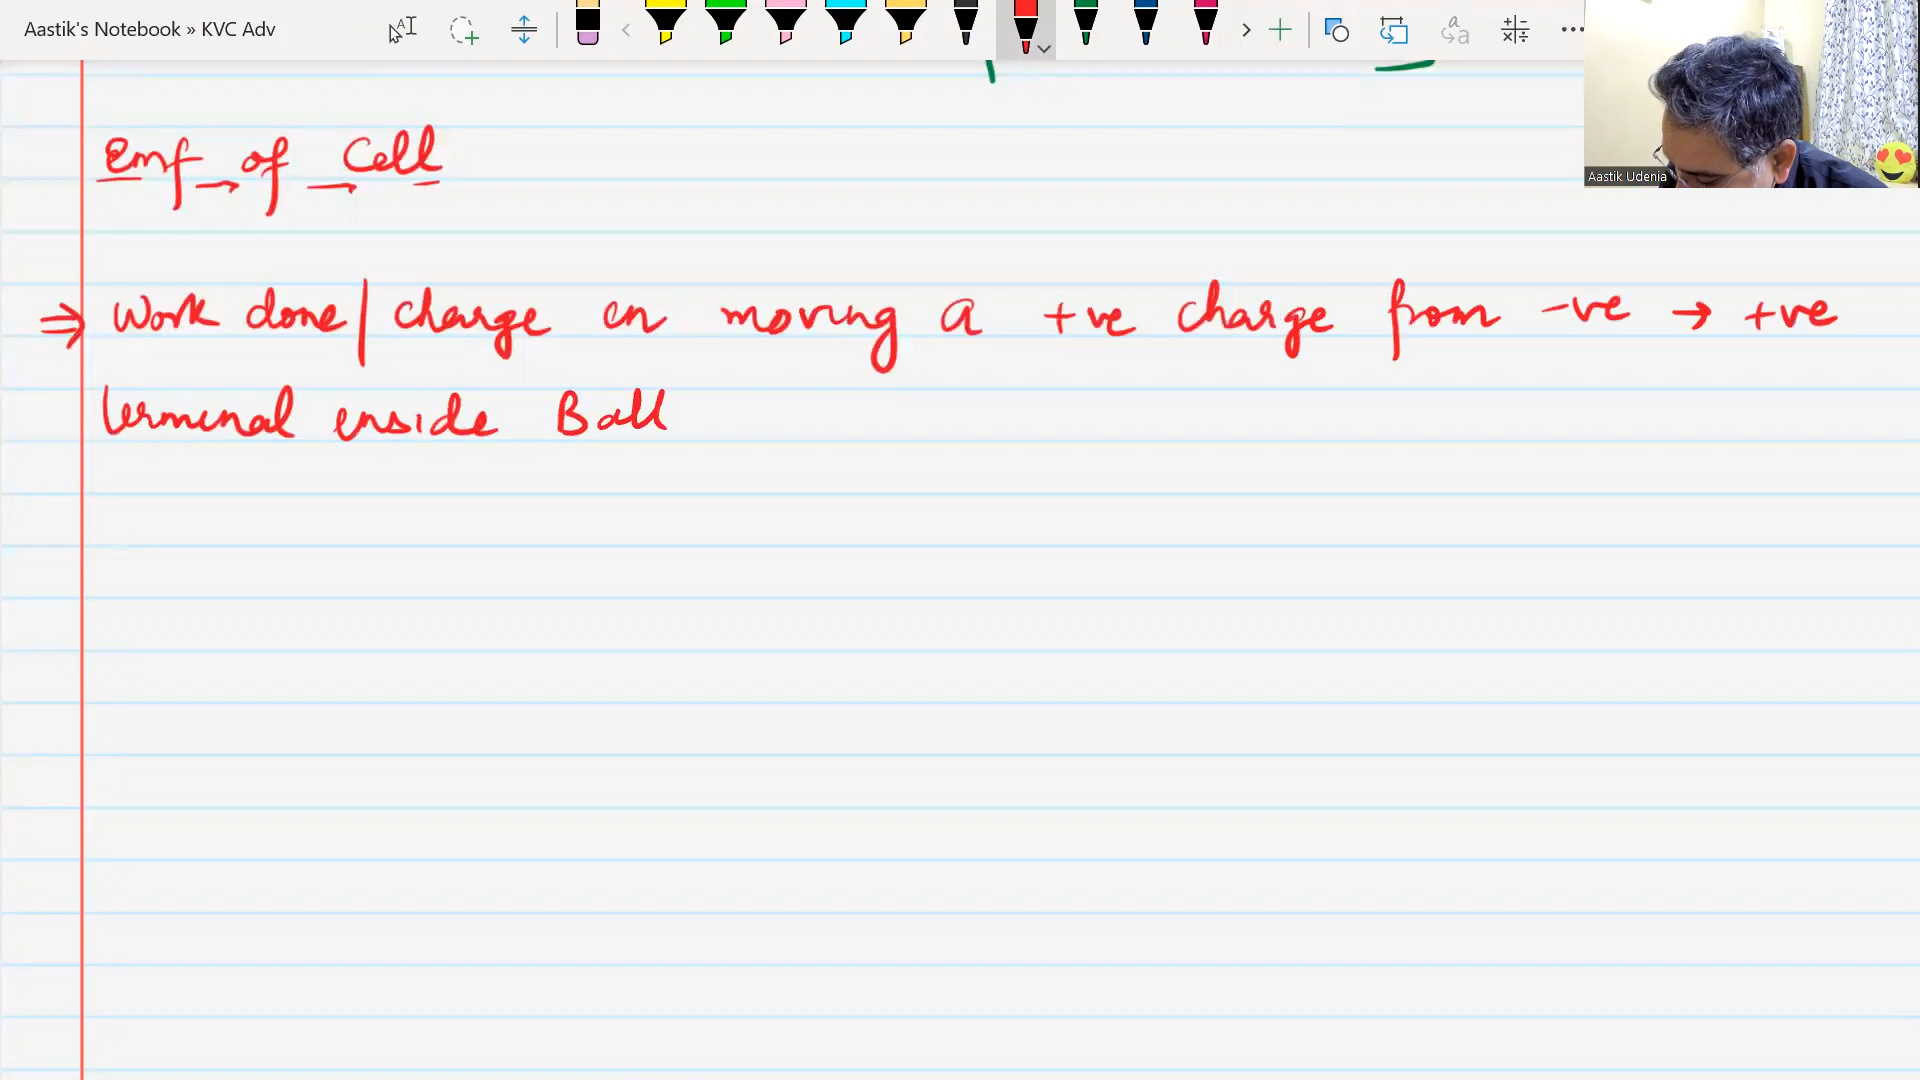 Aastik's Notebook » KVC Adv
Aastik Udenia
Emf of Cell
⇒ Work done / charge in moving a +ve charge from -ve → +ve
terminal inside Batt